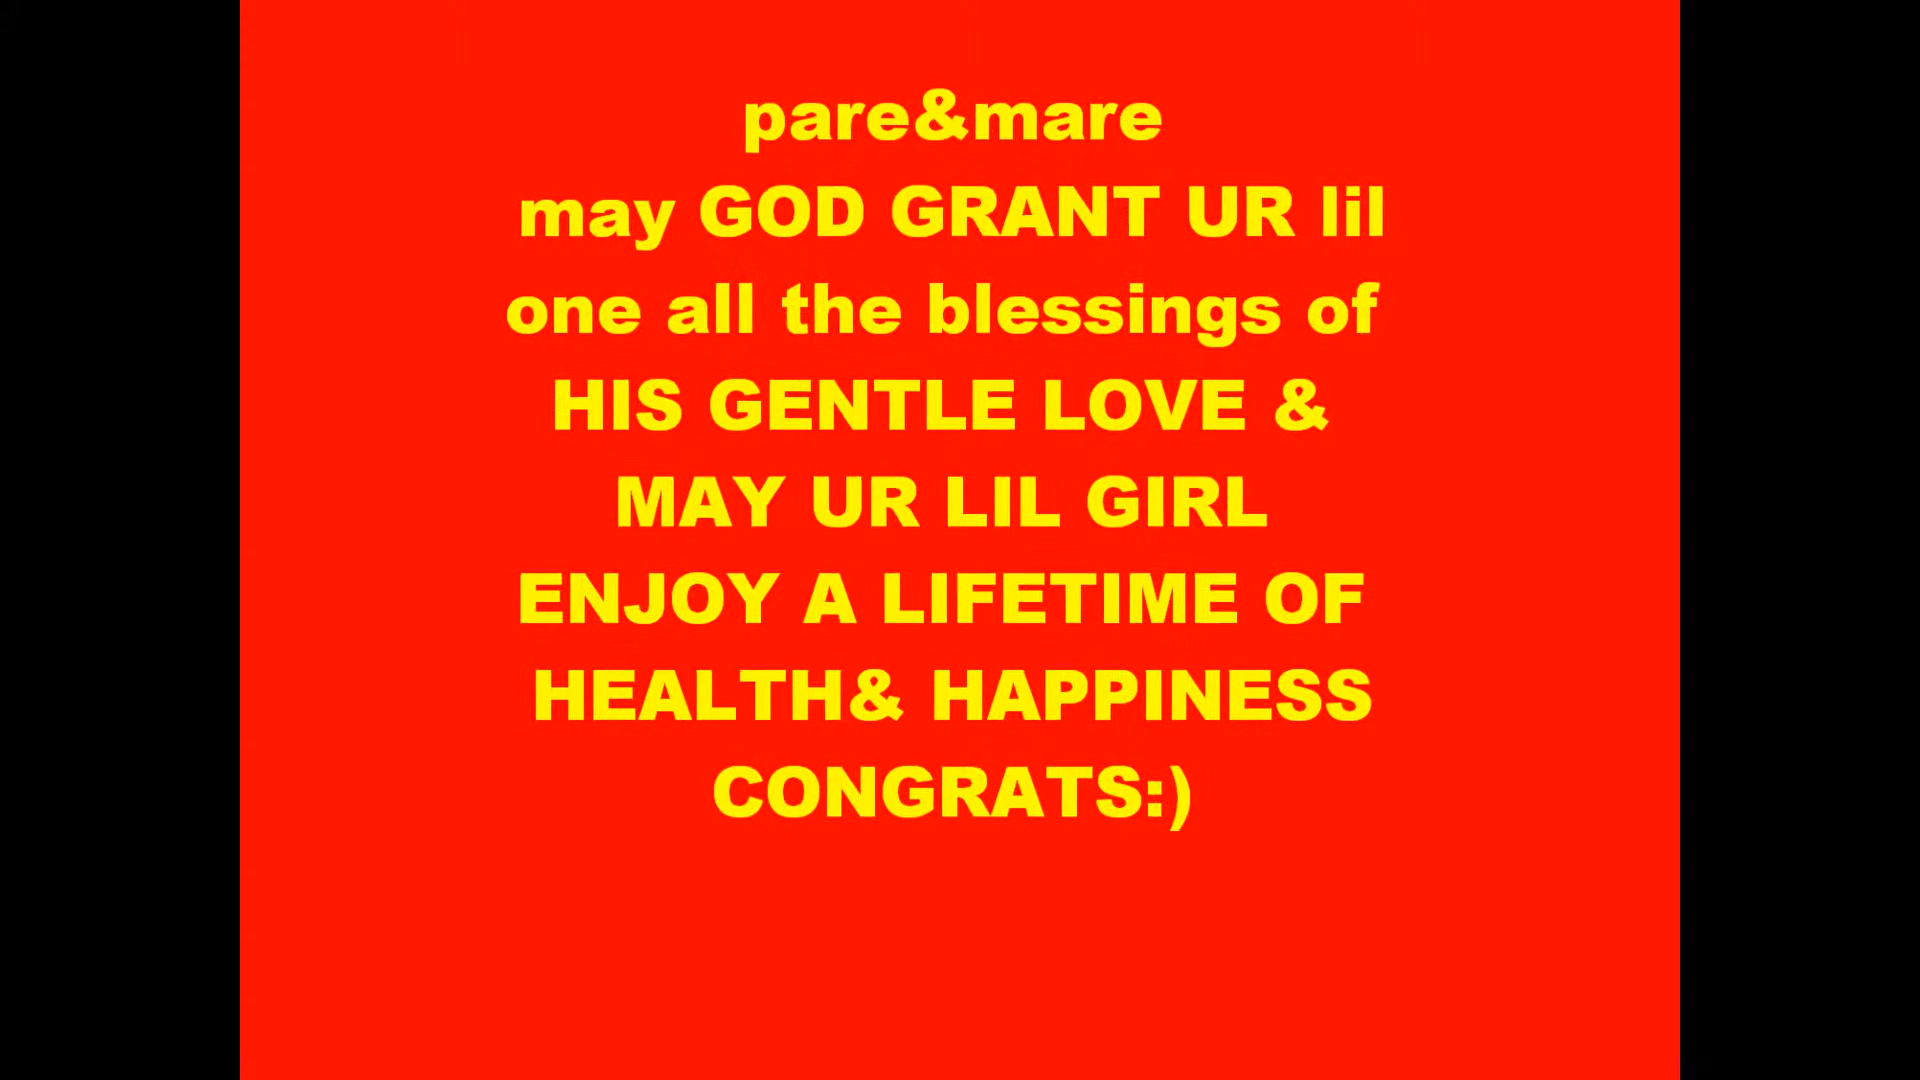 pare&mare
may GOD GRANT UR lil
one all the blessings of
HIS GENTLE LOVE &
MAY UR LIL GIRL
ENJOY A LIFETIME OF
HEALTH& HAPPINESS
CONGRATS:)